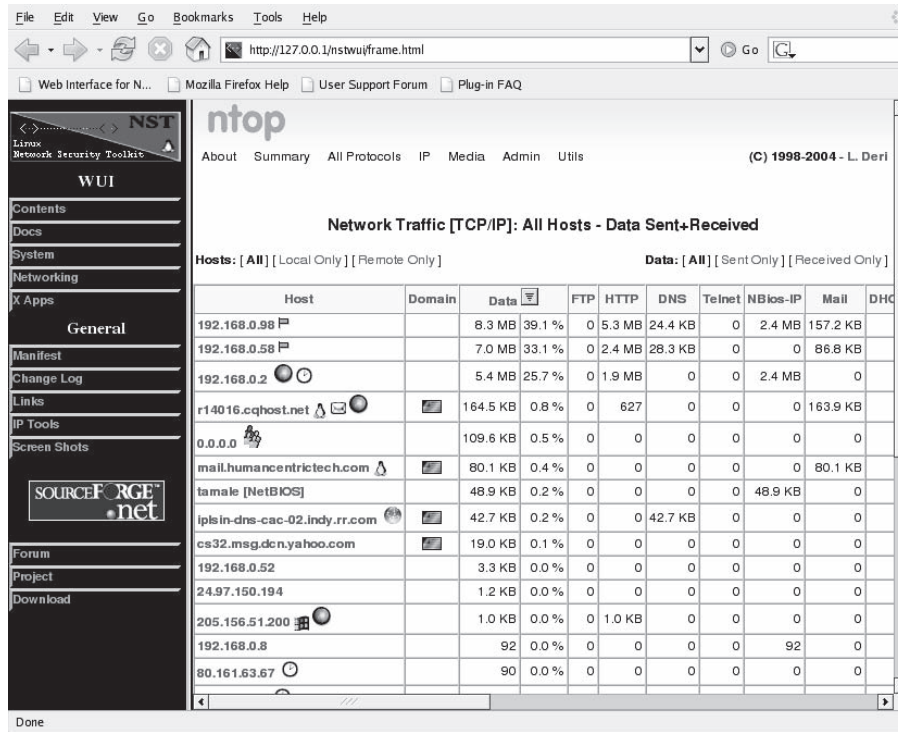 File Edit View Go Bookmarks Tools Help
http://127.0.0.1/nstwui/frame.html Go G
Web Interface for N... Mozilla Firefox Help User Support Forum Plug-in FAQ
NST
Linux
Network Security Toolkit
WUI
Contents
Docs
System
Networking
X Apps
General
Manifest
Change Log
Links
IP Tools
Screen Shots
SOURCEFORGE™
.net
Forum
Project
Download
ntop
About Summary All Protocols IP Media Admin Utils (C) 1998-2004 - L. Deri
Network Traffic [TCP/IP]: All Hosts - Data Sent+Received
Hosts: [ All ] [ Local Only ] [ Remote Only ] Data: [ All ] [ Sent Only ] [ Received Only ]
Host Domain Data FTP HTTP DNS Telnet NBios-IP Mail DHC
192.168.0.98 8.3 MB 39.1 % 0 5.3 MB 24.4 KB 0 2.4 MB 157.2 KB
192.168.0.58 7.0 MB 33.1 % 0 2.4 MB 28.3 KB 0 0 86.8 KB
192.168.0.2 5.4 MB 25.7 % 0 1.9 MB 0 0 2.4 MB 0
r14016.cqhost.net 164.5 KB 0.8 % 0 627 0 0 0 163.9 KB
0.0.0.0 109.6 KB 0.5 % 0 0 0 0 0 0
mail.humancentrictech.com 80.1 KB 0.4 % 0 0 0 0 0 80.1 KB
tamale [NetBIOS] 48.9 KB 0.2 % 0 0 0 0 48.9 KB 0
iplsin-dns-cac-02.indy.rr.com 42.7 KB 0.2 % 0 0 42.7 KB 0 0 0
cs32.msg.dcn.yahoo.com 19.0 KB 0.1 % 0 0 0 0 0 0
192.168.0.52 3.3 KB 0.0 % 0 0 0 0 0 0
24.97.150.194 1.2 KB 0.0 % 0 0 0 0 0 0
205.156.51.200 1.0 KB 0.0 % 0 1.0 KB 0 0 0 0
192.168.0.8 92 0.0 % 0 0 0 0 92 0
80.161.63.67 90 0.0 % 0 0 0 0 0 0
Done